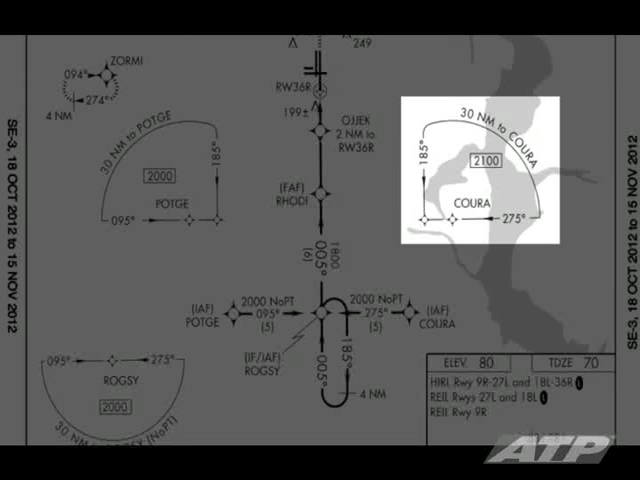 249
ZORMI
094°
274°
4 NM
RW36R
199±
OJJEK
2 NM to
RW36R
30 NM to POTGE
2000
185°
POTGE
095°
(FAF)
RHODI
1800
005°
(6)
30 NM to COURA
185°
2100
COURA
275°
(IAF)
POTGE
2000 NoPT
095°
(5)
2000 NoPT
275°
(5)
(IAF)
COURA
(IF/IAF)
ROGSY
005°
185°
4 NM
095°
275°
ROGSY
2000
30 NM to ROGSY (NoPT)
ELEV 80
TDZE 70
HIRL Rwy 9R-27L and 18L-36R L
REIL Rwys 27L and 18L L
REIL Rwy 9R
SE-3, 18 OCT 2012 to 15 NOV 2012
SE-3, 18 OCT 2012 to 15 NOV 2012
ATP